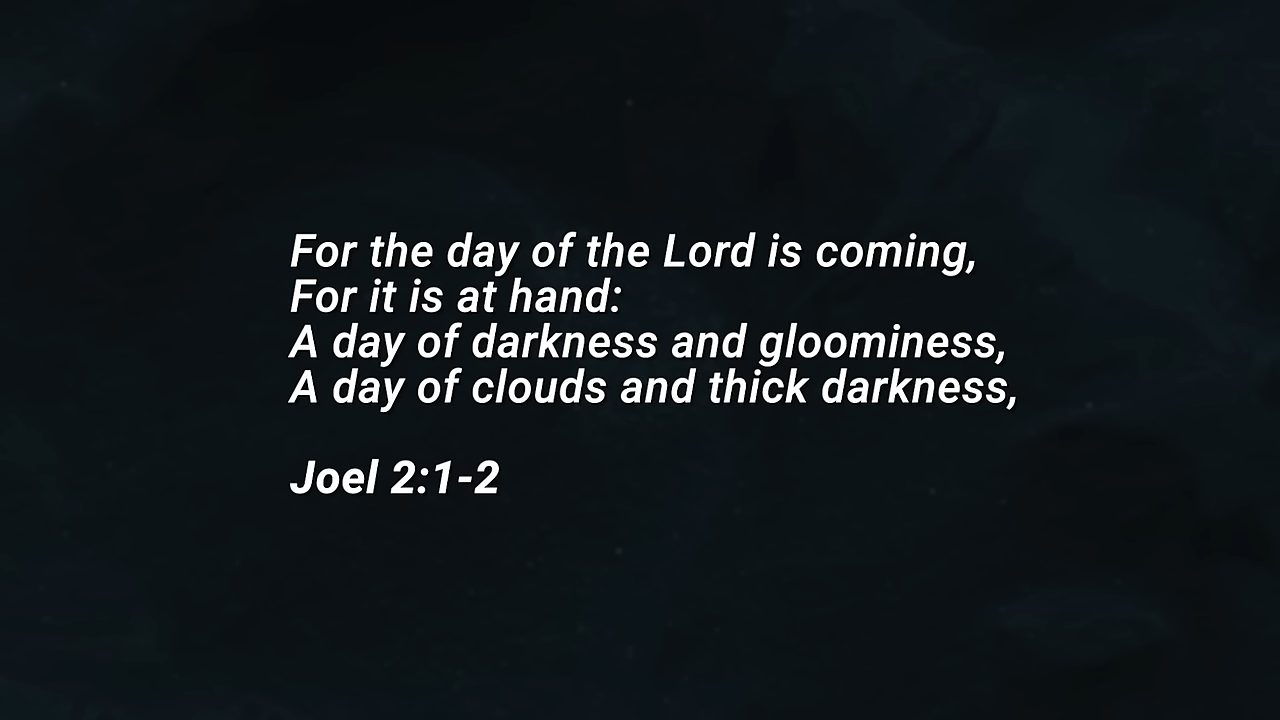 For the day of the Lord is coming,
For it is at hand:
A day of darkness and gloominess,
A day of clouds and thick darkness,
Joel 2:1-2